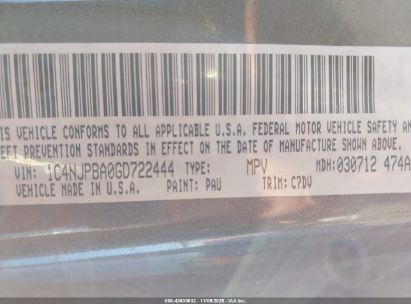 IS VEHICLE CONFORMS TO ALL APPLICABLE U.S.A. FEDERAL MOTOR VEHICLE SAFETY AN
EFT PREVENTION STANDARDS IN EFFECT ON THE DATE OF MANUFACTURE SHOWN ABOVE.
VIN: 1C4NJPBA0GD722444 TYPE: MPV MDH:030712 474A
VEHICLE MADE IN U.S.A. PAINT: PAU TRIM: C7DV